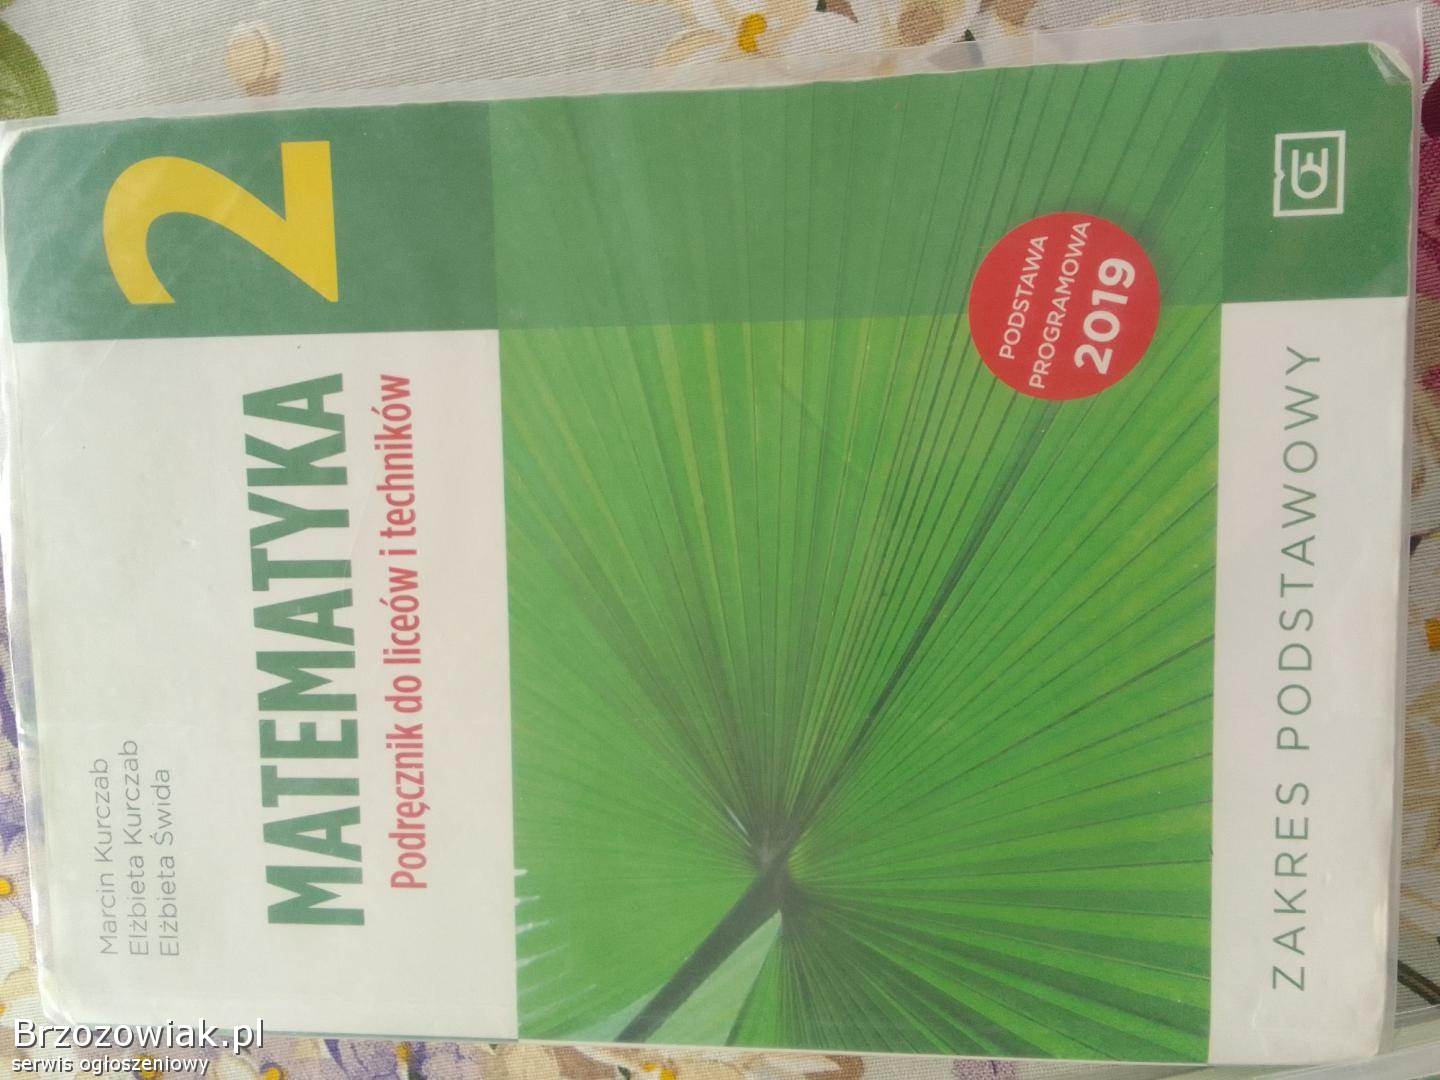 Marcin Kurczab
Elżbieta Kurczab
Elżbieta Świda
2
MATEMATYKA
Podręcznik do liceów i techników
PODSTAWA
PROGRAMOWA
2019
ZAKRES PODSTAWOWY
OE
Brzozowiak.pl
serwis ogłoszeniowy